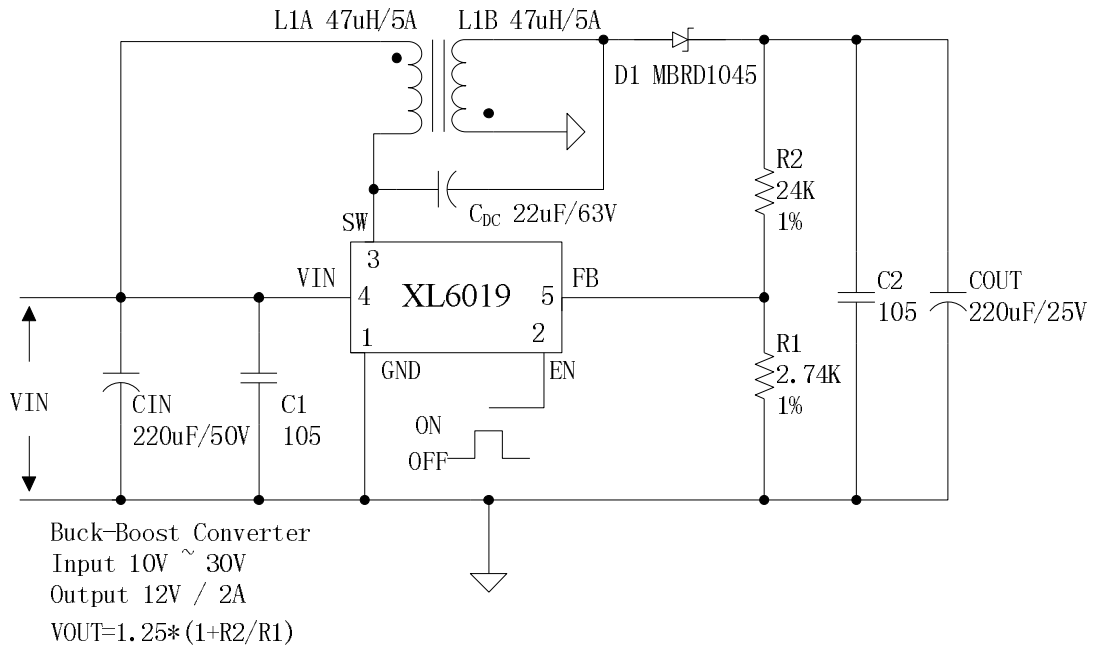 L1A 47uH/5A
L1B 47uH/5A
D1 MBRD1045
R2
24K
1%
CDC 22uF/63V
SW
3
VIN
4
XL6019
5
FB
1
2
GND
EN
C2
105
COUT
220uF/25V
R1
2.74K
1%
VIN
CIN
220uF/50V
C1
105
ON
OFF
Buck-Boost Converter
Input 10V ~ 30V
Output 12V / 2A
VOUT=1.25*(1+R2/R1)